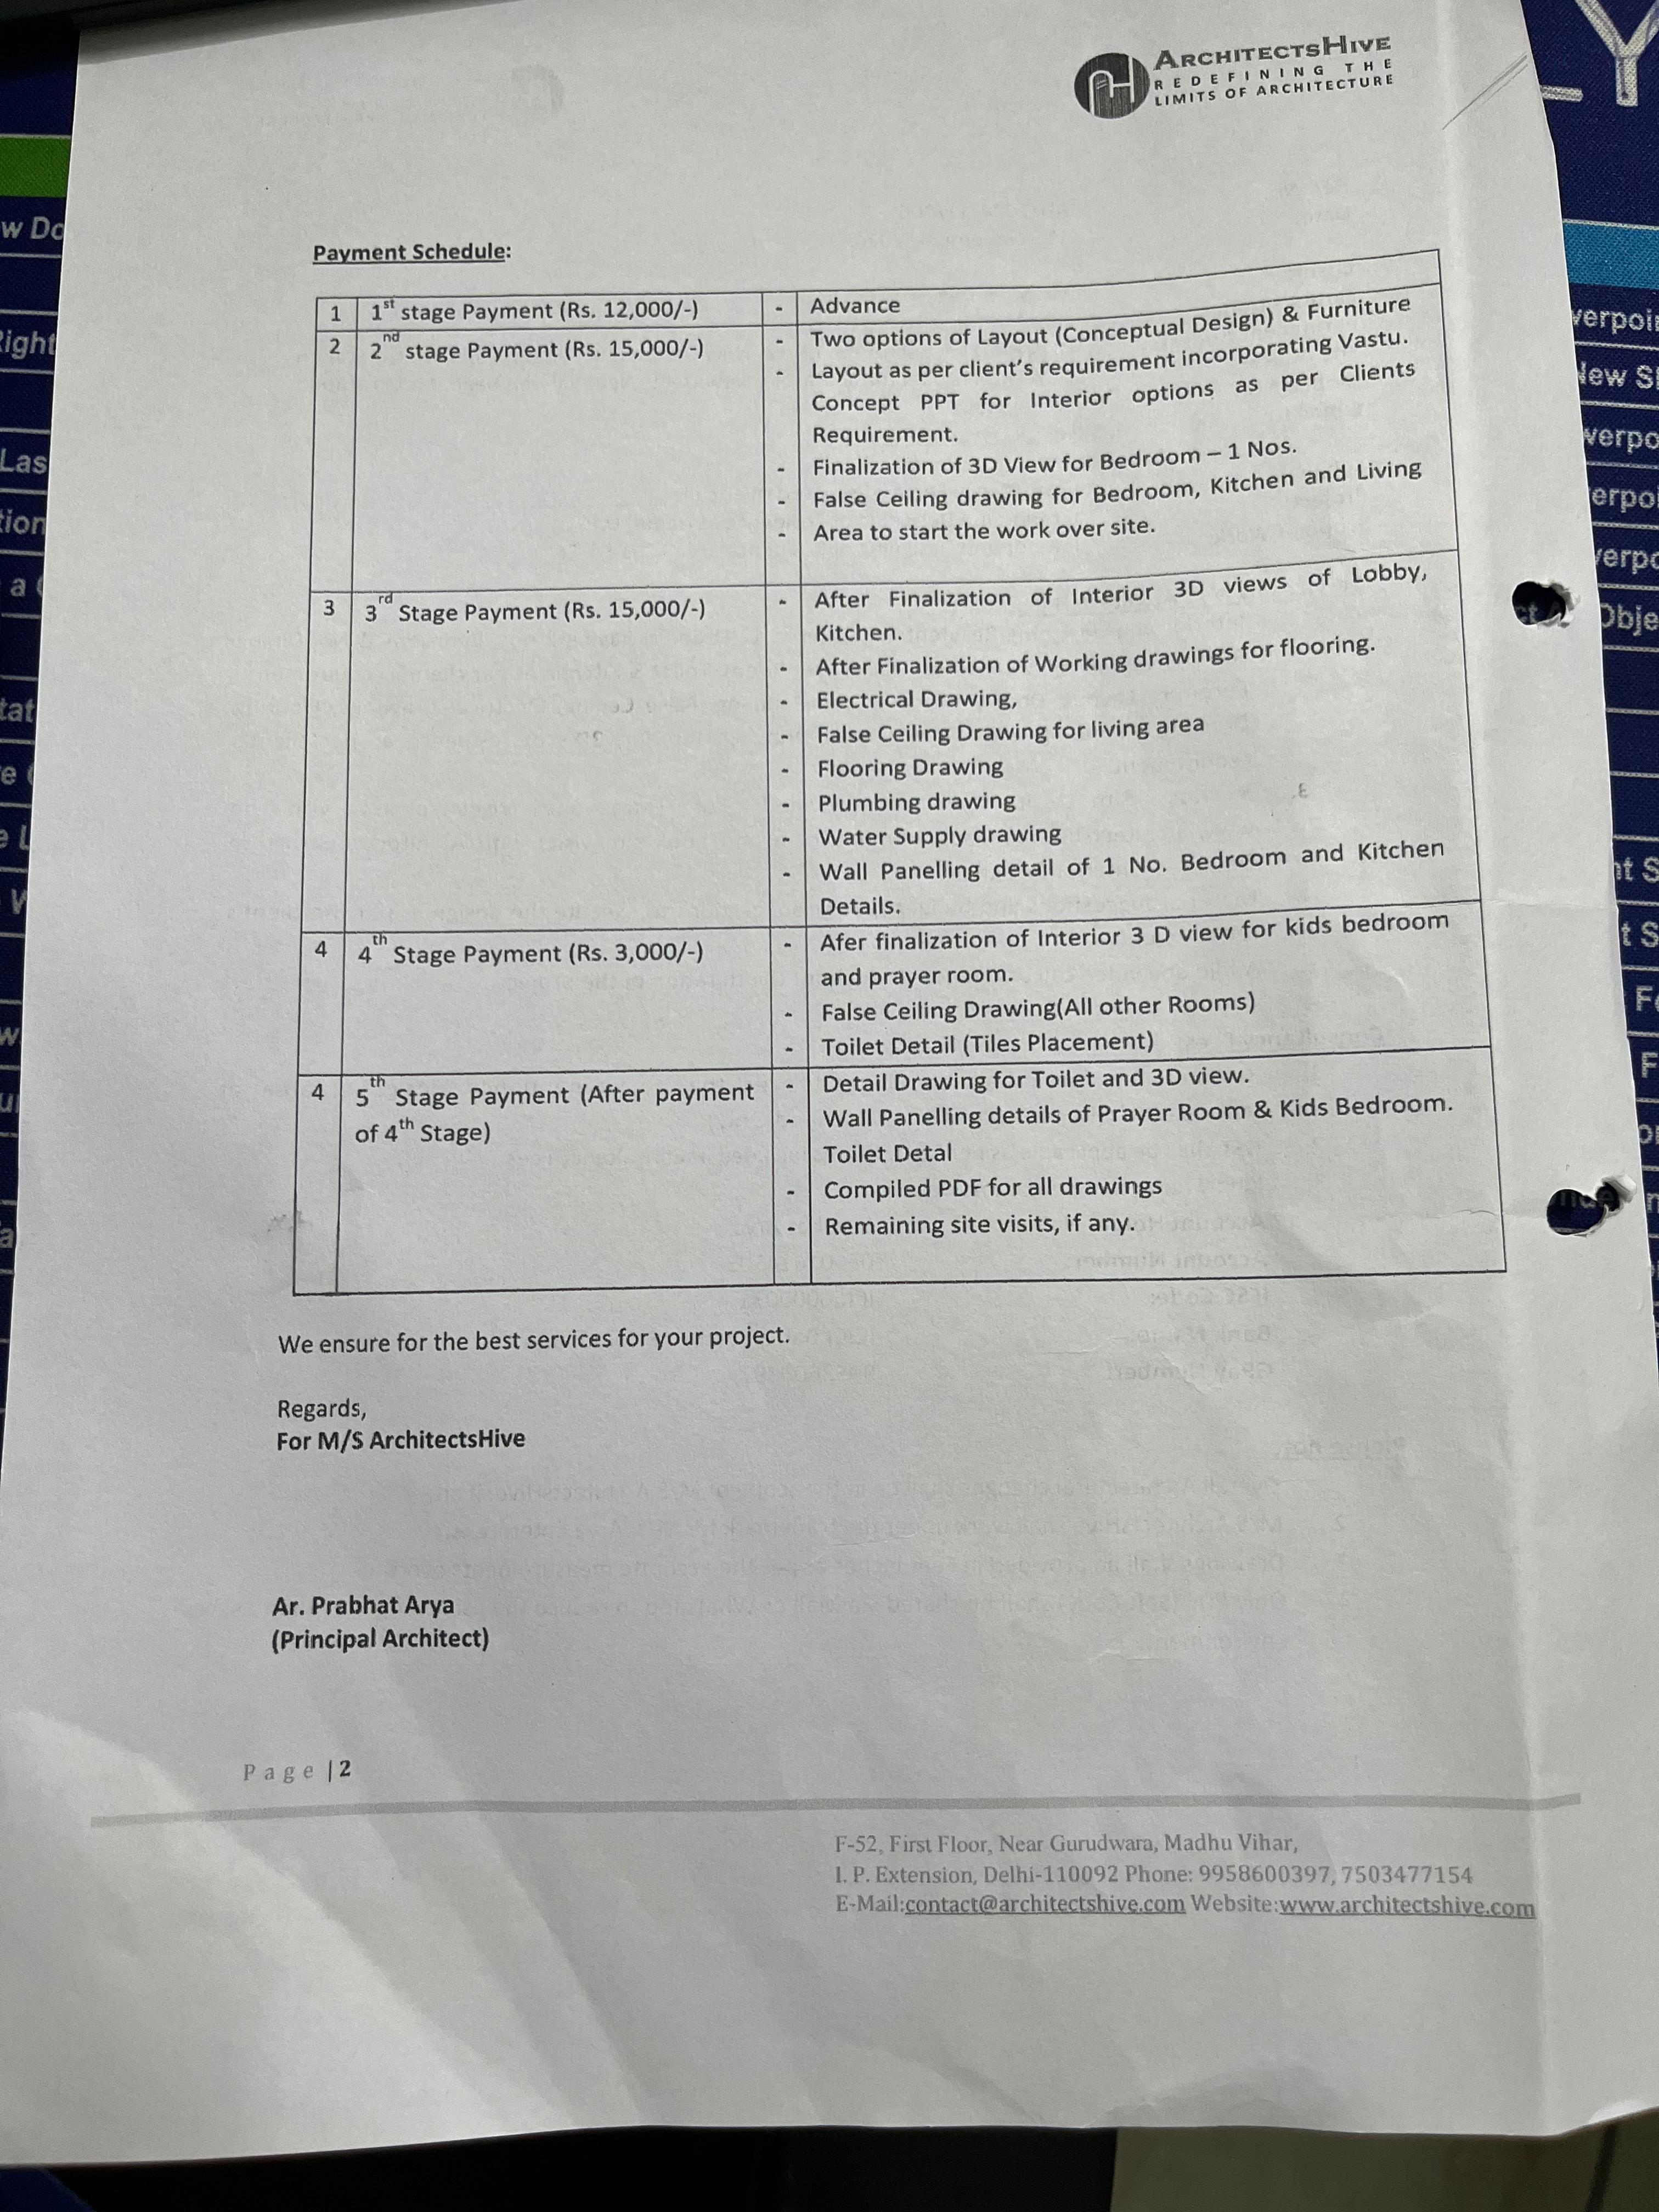 ARCHITECTSHIVE
REDEFINING THE
LIMITS OF ARCHITECTURE
Payment Schedule:
1 1st stage Payment (Rs. 12,000/-) - Advance
2 2nd stage Payment (Rs. 15,000/-) - Two options of Layout (Conceptual Design) & Furniture
- Layout as per client's requirement incorporating Vastu.
Concept PPT for Interior options as per Clients
Requirement.
- Finalization of 3D View for Bedroom – 1 Nos.
- False Ceiling drawing for Bedroom, Kitchen and Living
- Area to start the work over site.
3 3rd Stage Payment (Rs. 15,000/-) - After Finalization of Interior 3D views of Lobby,
Kitchen.
- After Finalization of Working drawings for flooring.
- Electrical Drawing,
- False Ceiling Drawing for living area
- Flooring Drawing
- Plumbing drawing
- Water Supply drawing
- Wall Panelling detail of 1 No. Bedroom and Kitchen
Details.
4 4th Stage Payment (Rs. 3,000/-) - Afer finalization of Interior 3 D view for kids bedroom
and prayer room.
- False Ceiling Drawing(All other Rooms)
- Toilet Detail (Tiles Placement)
4 5th Stage Payment (After payment - Detail Drawing for Toilet and 3D view.
of 4th Stage) - Wall Panelling details of Prayer Room & Kids Bedroom.
Toilet Detal
- Compiled PDF for all drawings
- Remaining site visits, if any.
We ensure for the best services for your project.
Regards,
For M/S ArchitectsHive
Ar. Prabhat Arya
(Principal Architect)
Page | 2
F-52, First Floor, Near Gurudwara, Madhu Vihar,
I. P. Extension, Delhi-110092 Phone: 9958600397, 7503477154
E-Mail:contact@architectshive.com Website:www.architectshive.com